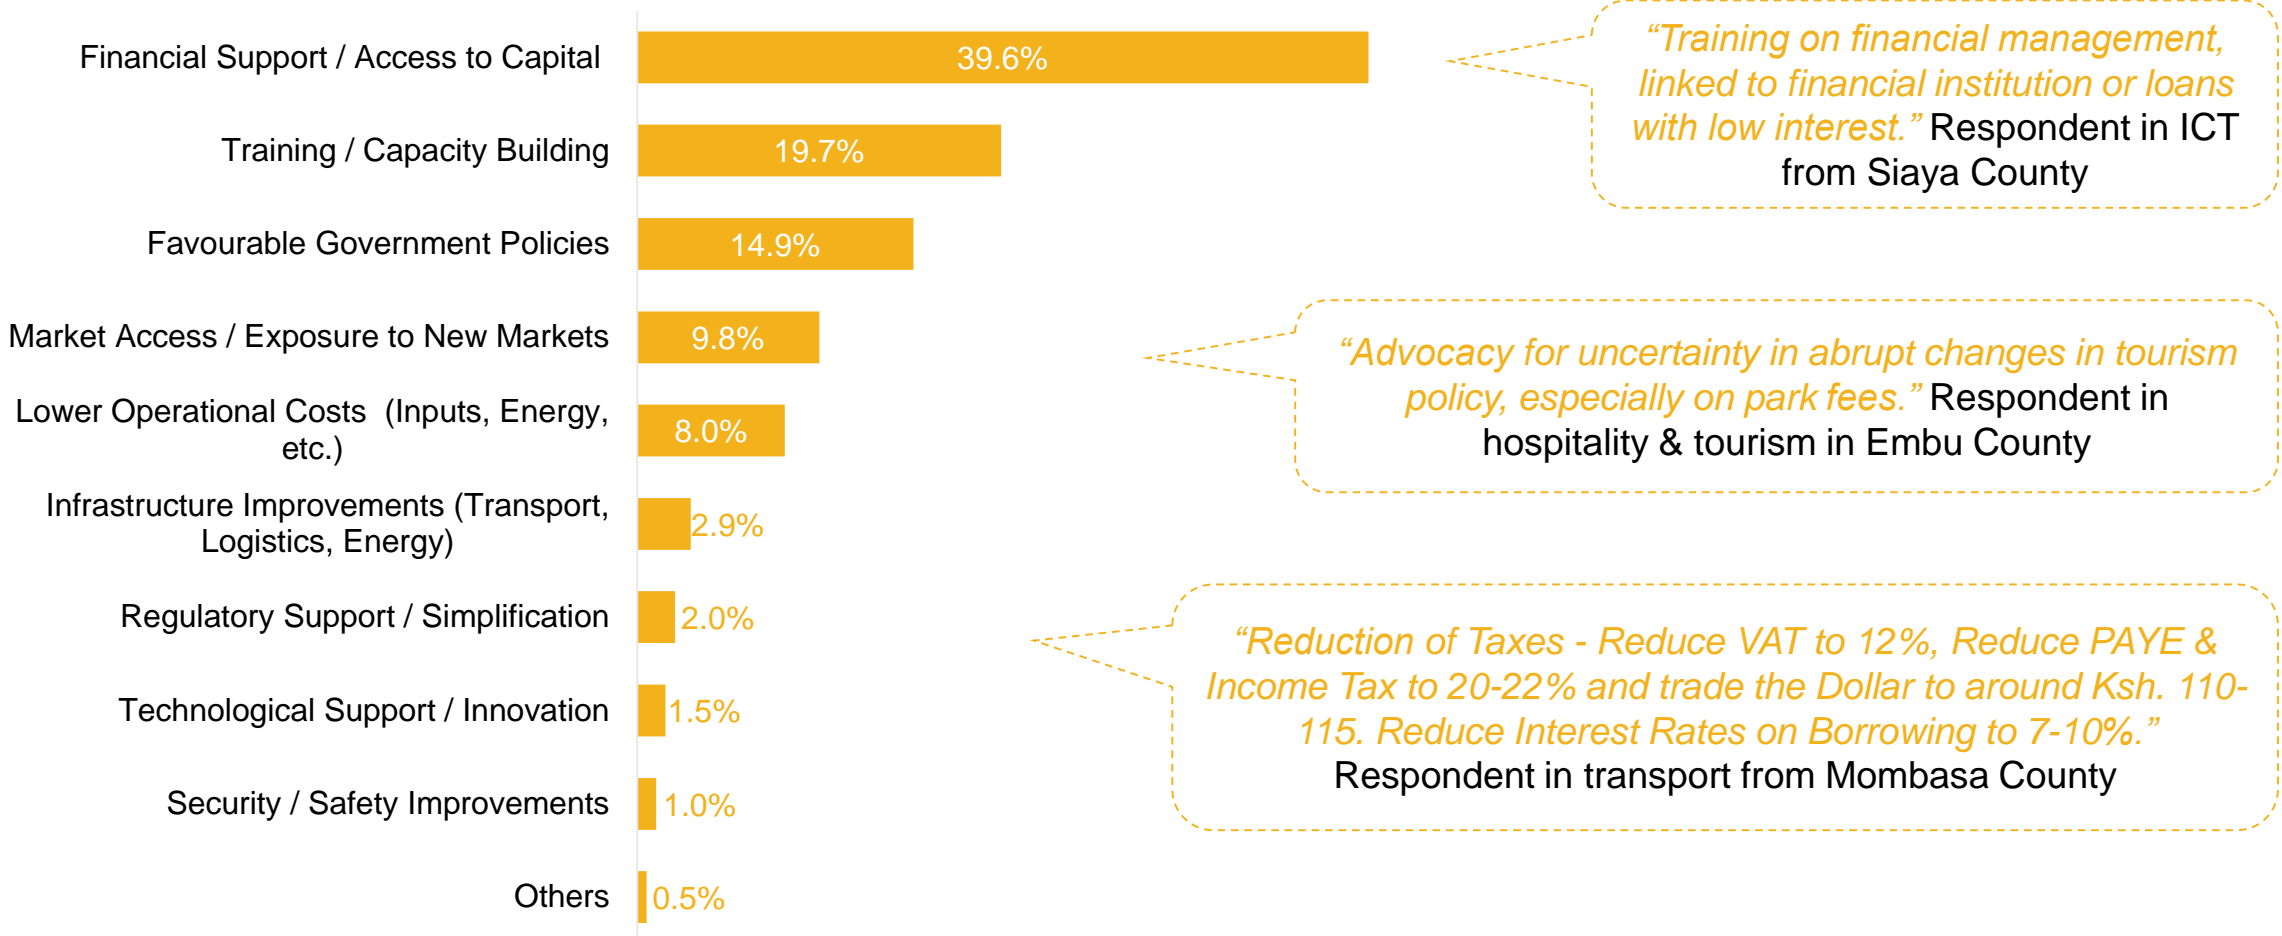 Financial Support / Access to Capital
39.6%
Training / Capacity Building
19.7%
Favourable Government Policies
14.9%
Market Access / Exposure to New Markets
9.8%
Lower Operational Costs  (Inputs, Energy,
etc.)
8.0%
Infrastructure Improvements (Transport,
Logistics, Energy)
2.9%
Regulatory Support / Simplification
2.0%
Technological Support / Innovation
1.5%
Security / Safety Improvements
1.0%
Others
0.5%
“Training on financial management,
linked to financial institution or loans
with low interest.” Respondent in ICT
from Siaya County
“Advocacy for uncertainty in abrupt changes in tourism
policy, especially on park fees.” Respondent in
hospitality & tourism in Embu County
“Reduction of Taxes - Reduce VAT to 12%, Reduce PAYE &
Income Tax to 20-22% and trade the Dollar to around Ksh. 110-
115. Reduce Interest Rates on Borrowing to 7-10%.”
Respondent in transport from Mombasa County